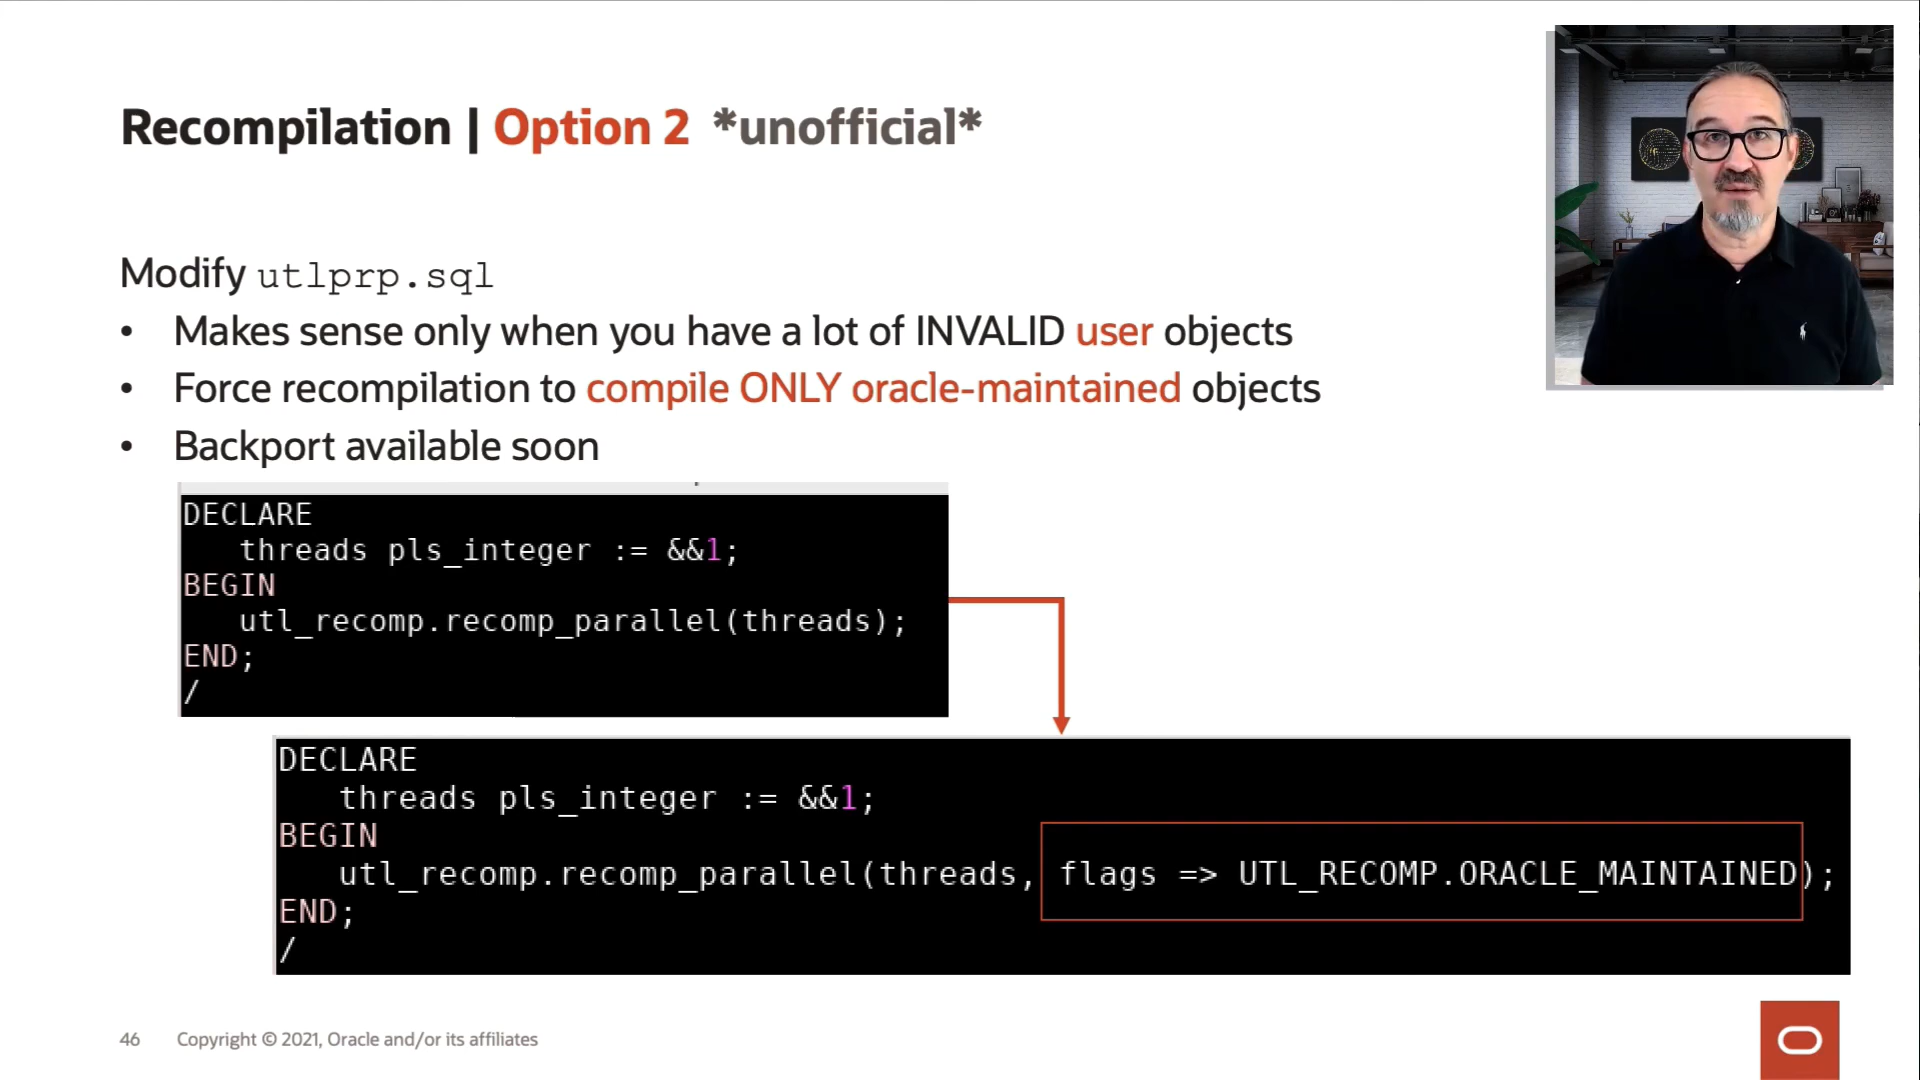 Recompilation | Option 2 *unofficial*
Modify utlprp.sql
• Makes sense only when you have a lot of INVALID user objects
• Force recompilation to compile ONLY oracle-maintained objects
• Backport available soon
DECLARE
threads pls_integer := &&1;
BEGIN
utl_recomp.recomp_parallel(threads);
END;
/
DECLARE
threads pls_integer := &&1;
BEGIN
utl_recomp.recomp_parallel(threads, flags => UTL_RECOMP.ORACLE_MAINTAINED);
END;
/
46 Copyright © 2021, Oracle and/or its affiliates